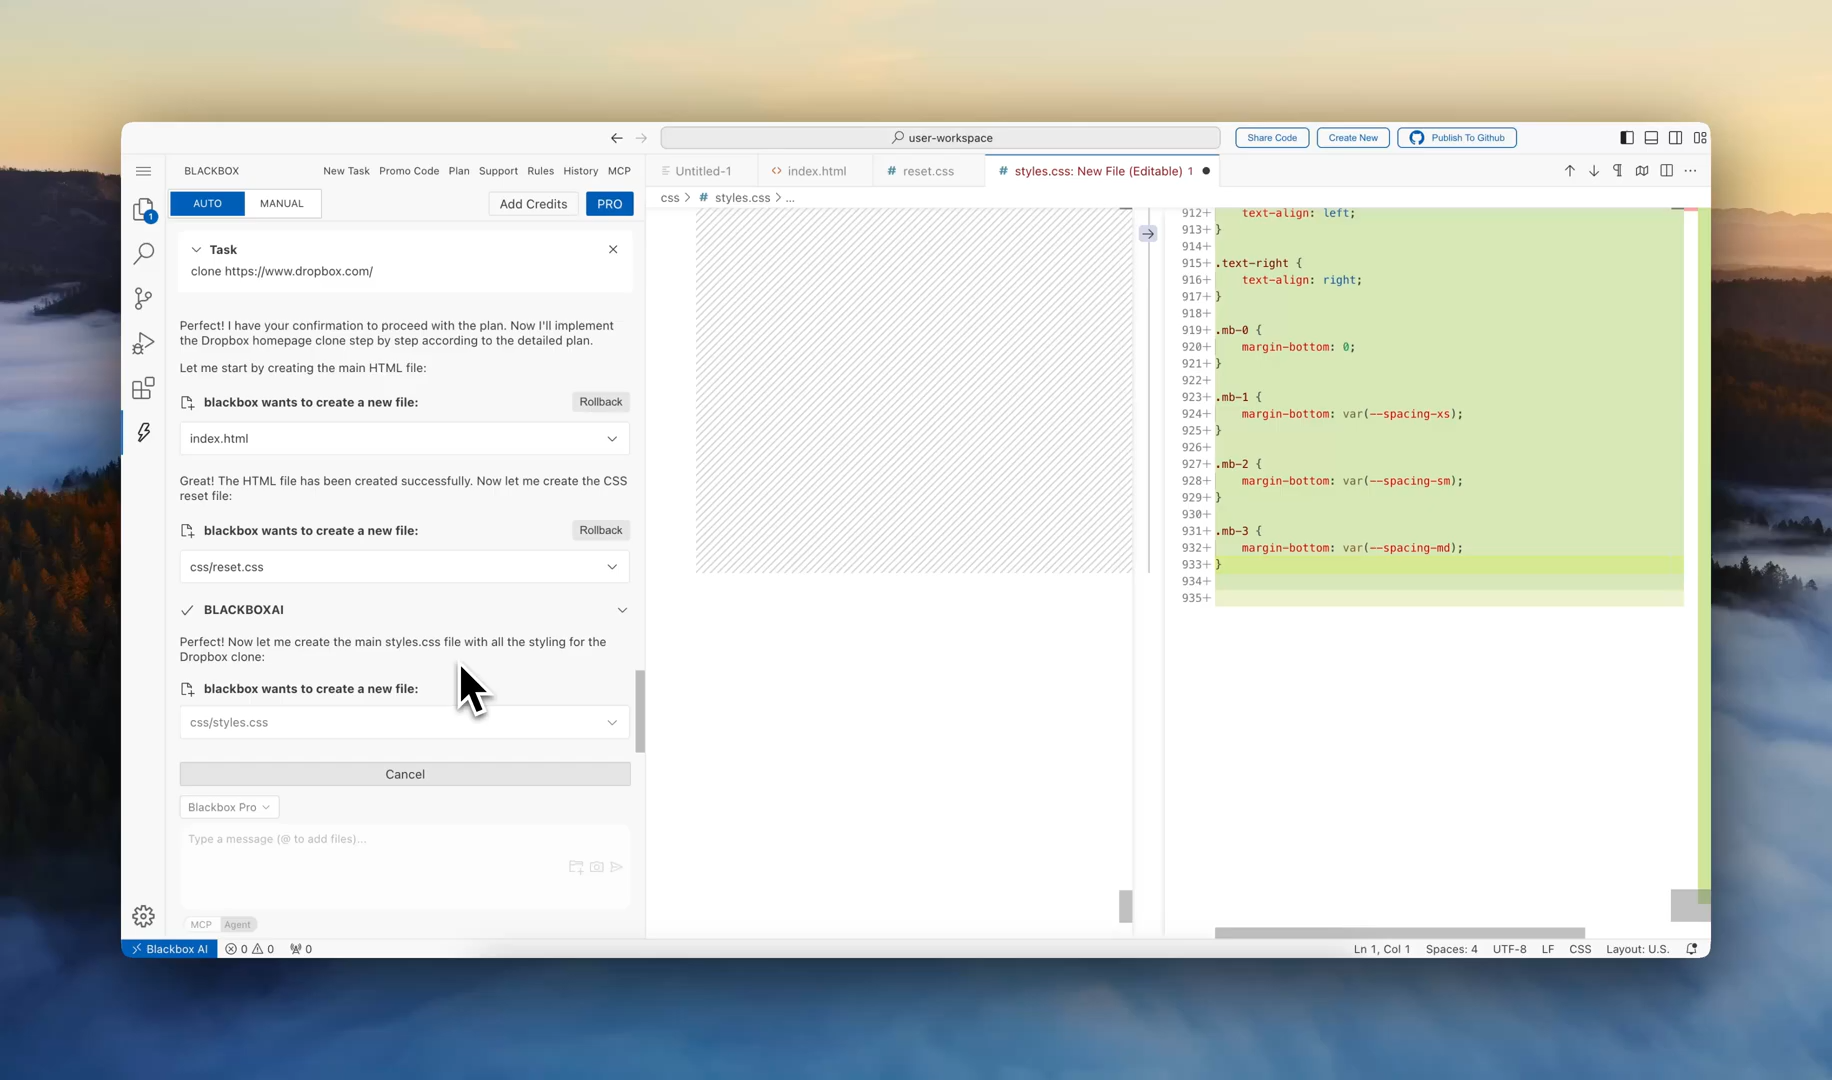 user-workspace
Share Code
Create New
Publish To Github
BLACKBOX
New Task
Promo Code
Plan
Support
Rules
History
MCP
Untitled-1
index.html
# reset.css
# styles.css: New File (Editable) 1
1
AUTO
MANUAL
Add Credits
PRO
css > # styles.css > ...
Task
clone https://www.dropbox.com/
Perfect! I have your confirmation to proceed with the plan. Now I'll implement
the Dropbox homepage clone step by step according to the detailed plan.
Let me start by creating the main HTML file:
blackbox wants to create a new file:
Rollback
index.html
Great! The HTML file has been created successfully. Now let me create the CSS
reset file:
blackbox wants to create a new file:
Rollback
css/reset.css
BLACKBOXAI
Perfect! Now let me create the main styles.css file with all the styling for the
Dropbox clone:
blackbox wants to create a new file:
css/styles.css
Cancel
Blackbox Pro
Type a message (@ to add files)...
MCP
Agent
912+ text-align: left;
913+ }
914+
915+ .text-right {
916+ text-align: right;
917+ }
918+
919+ .mb-0 {
920+ margin-bottom: 0;
921+ }
922+
923+ .mb-1 {
924+ margin-bottom: var(--spacing-xs);
925+ }
926+
927+ .mb-2 {
928+ margin-bottom: var(--spacing-sm);
929+ }
930+
931+ .mb-3 {
932+ margin-bottom: var(--spacing-md);
933+ }
934+
935+
Blackbox AI
0
0
0
Ln 1, Col 1
Spaces: 4
UTF-8
LF
CSS
Layout: U.S.